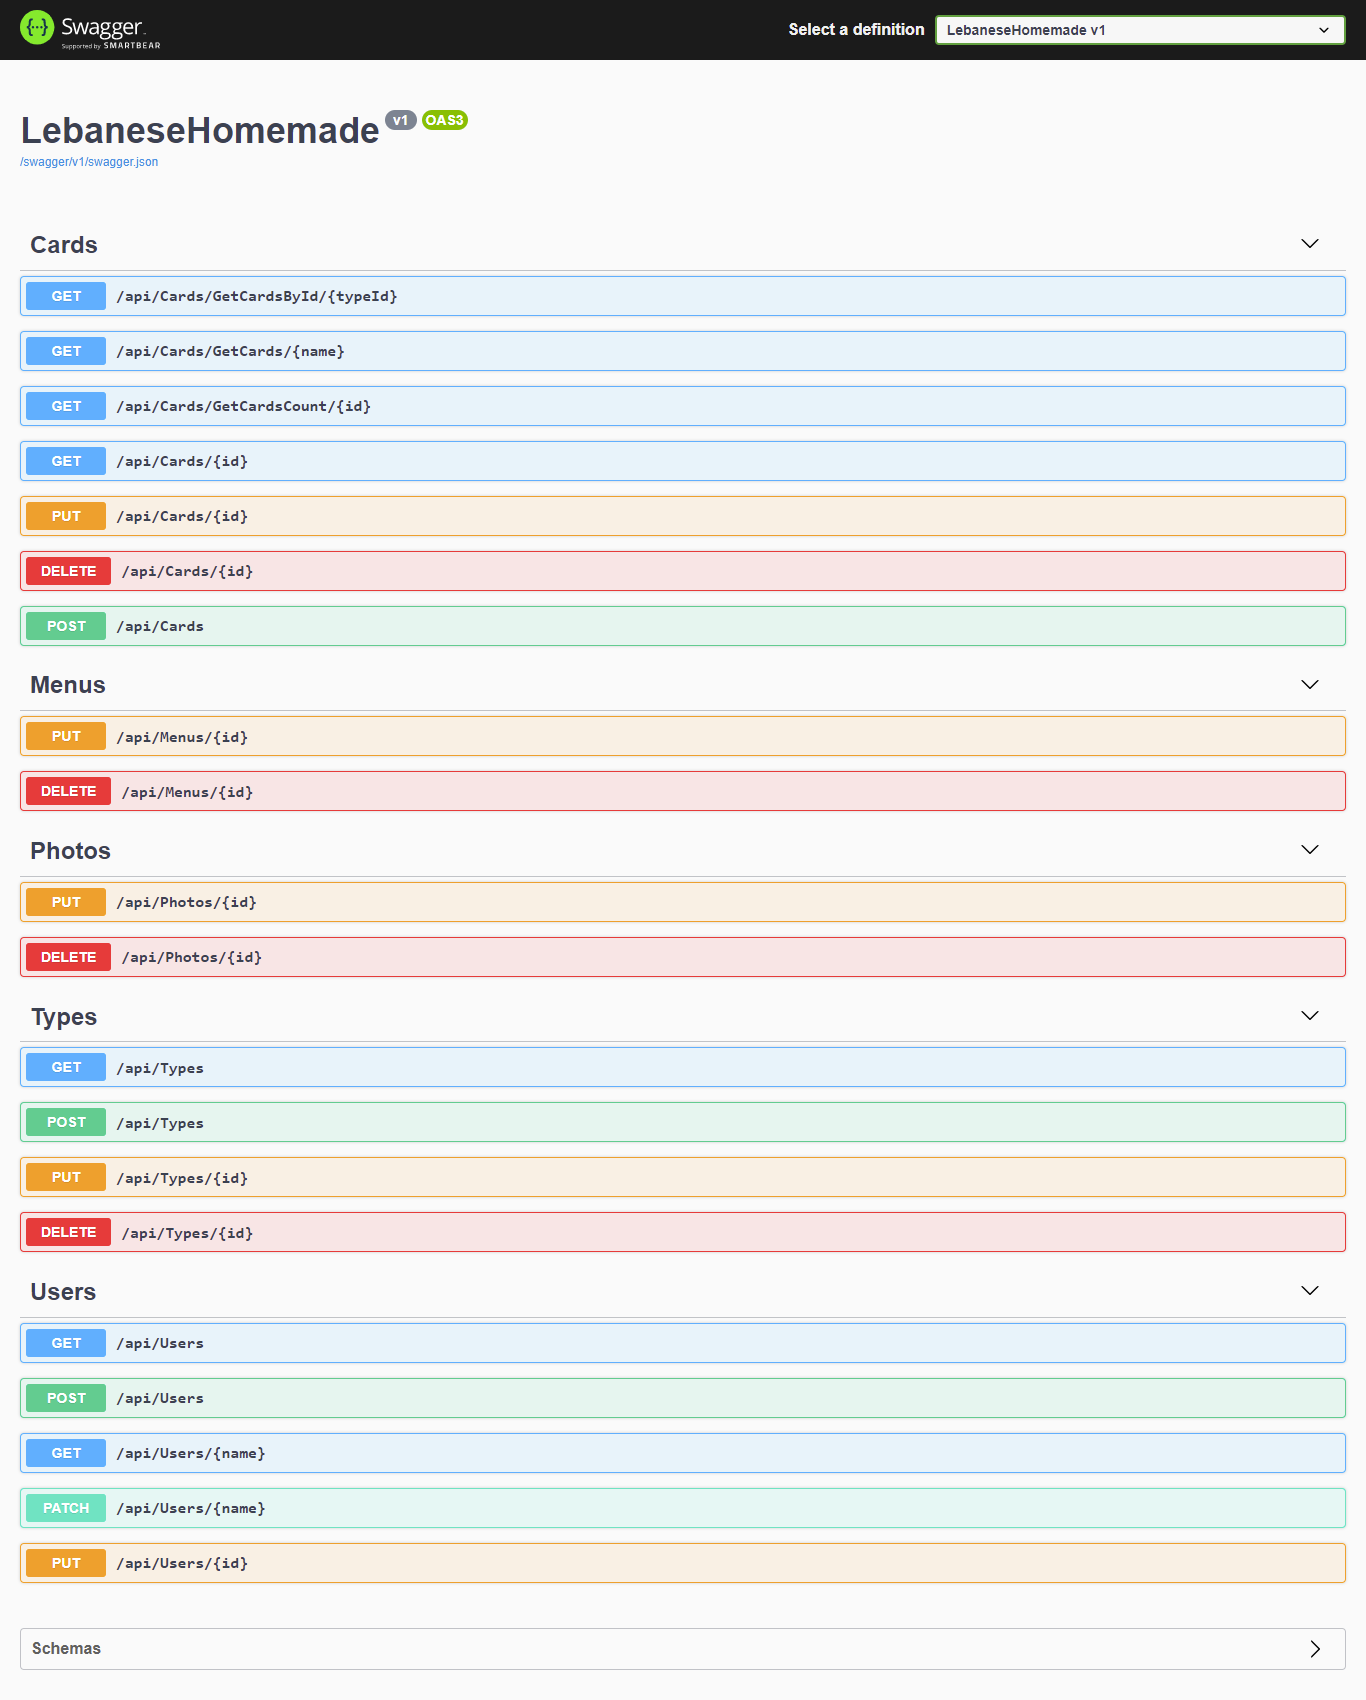 Swagger
Supported by SMARTBEAR
Select a definition
LebaneseHomemade v1
LebaneseHomemade v1 OAS3
/swagger/v1/swagger.json
Cards
GET /api/Cards/GetCardsById/{typeId}
GET /api/Cards/GetCards/{name}
GET /api/Cards/GetCardsCount/{id}
GET /api/Cards/{id}
PUT /api/Cards/{id}
DELETE /api/Cards/{id}
POST /api/Cards
Menus
PUT /api/Menus/{id}
DELETE /api/Menus/{id}
Photos
PUT /api/Photos/{id}
DELETE /api/Photos/{id}
Types
GET /api/Types
POST /api/Types
PUT /api/Types/{id}
DELETE /api/Types/{id}
Users
GET /api/Users
POST /api/Users
GET /api/Users/{name}
PATCH /api/Users/{name}
PUT /api/Users/{id}
Schemas